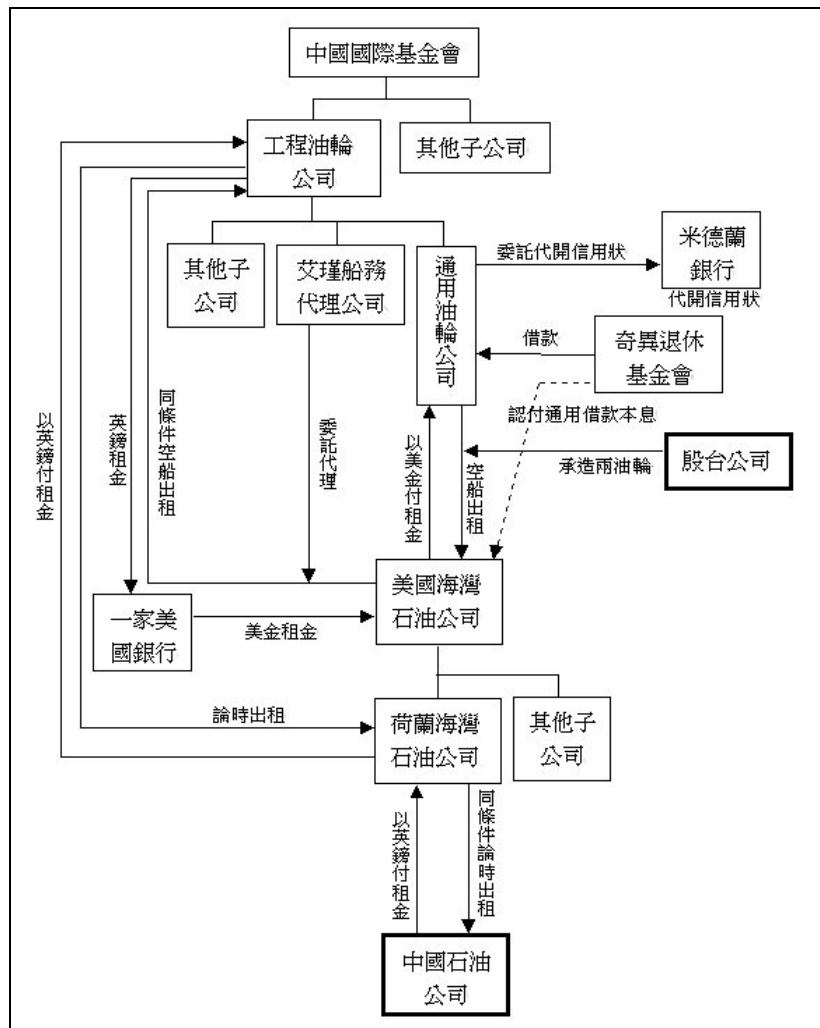 中國國際基金會
工程油輪
公司
其他子公司
其他子
公司
艾瑾船務
代理公司
通用油輪公司
委託代開信用狀
米德蘭
銀行
代開信用狀
借款
奇異退休
基金會
認付通用借款本息
以英鎊付租金
英鎊租金
同條件空船出租
委託代理
以美金付租金
空船出租
承造兩油輪
殷台公司
一家美
國銀行
美金租金
美國海灣
石油公司
論時出租
荷蘭海灣
石油公司
其他子
公司
以英鎊付租金
同條件論時出租
中國石油
公司